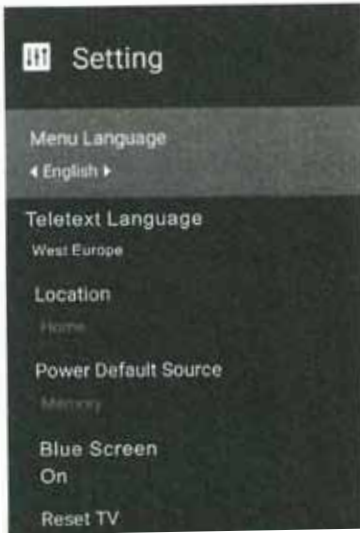 Setting
Menu Language
◀ English ▶
Teletext Language
West Europe
Location
Home
Power Default Source
Memory
Blue Screen
On
Reset TV